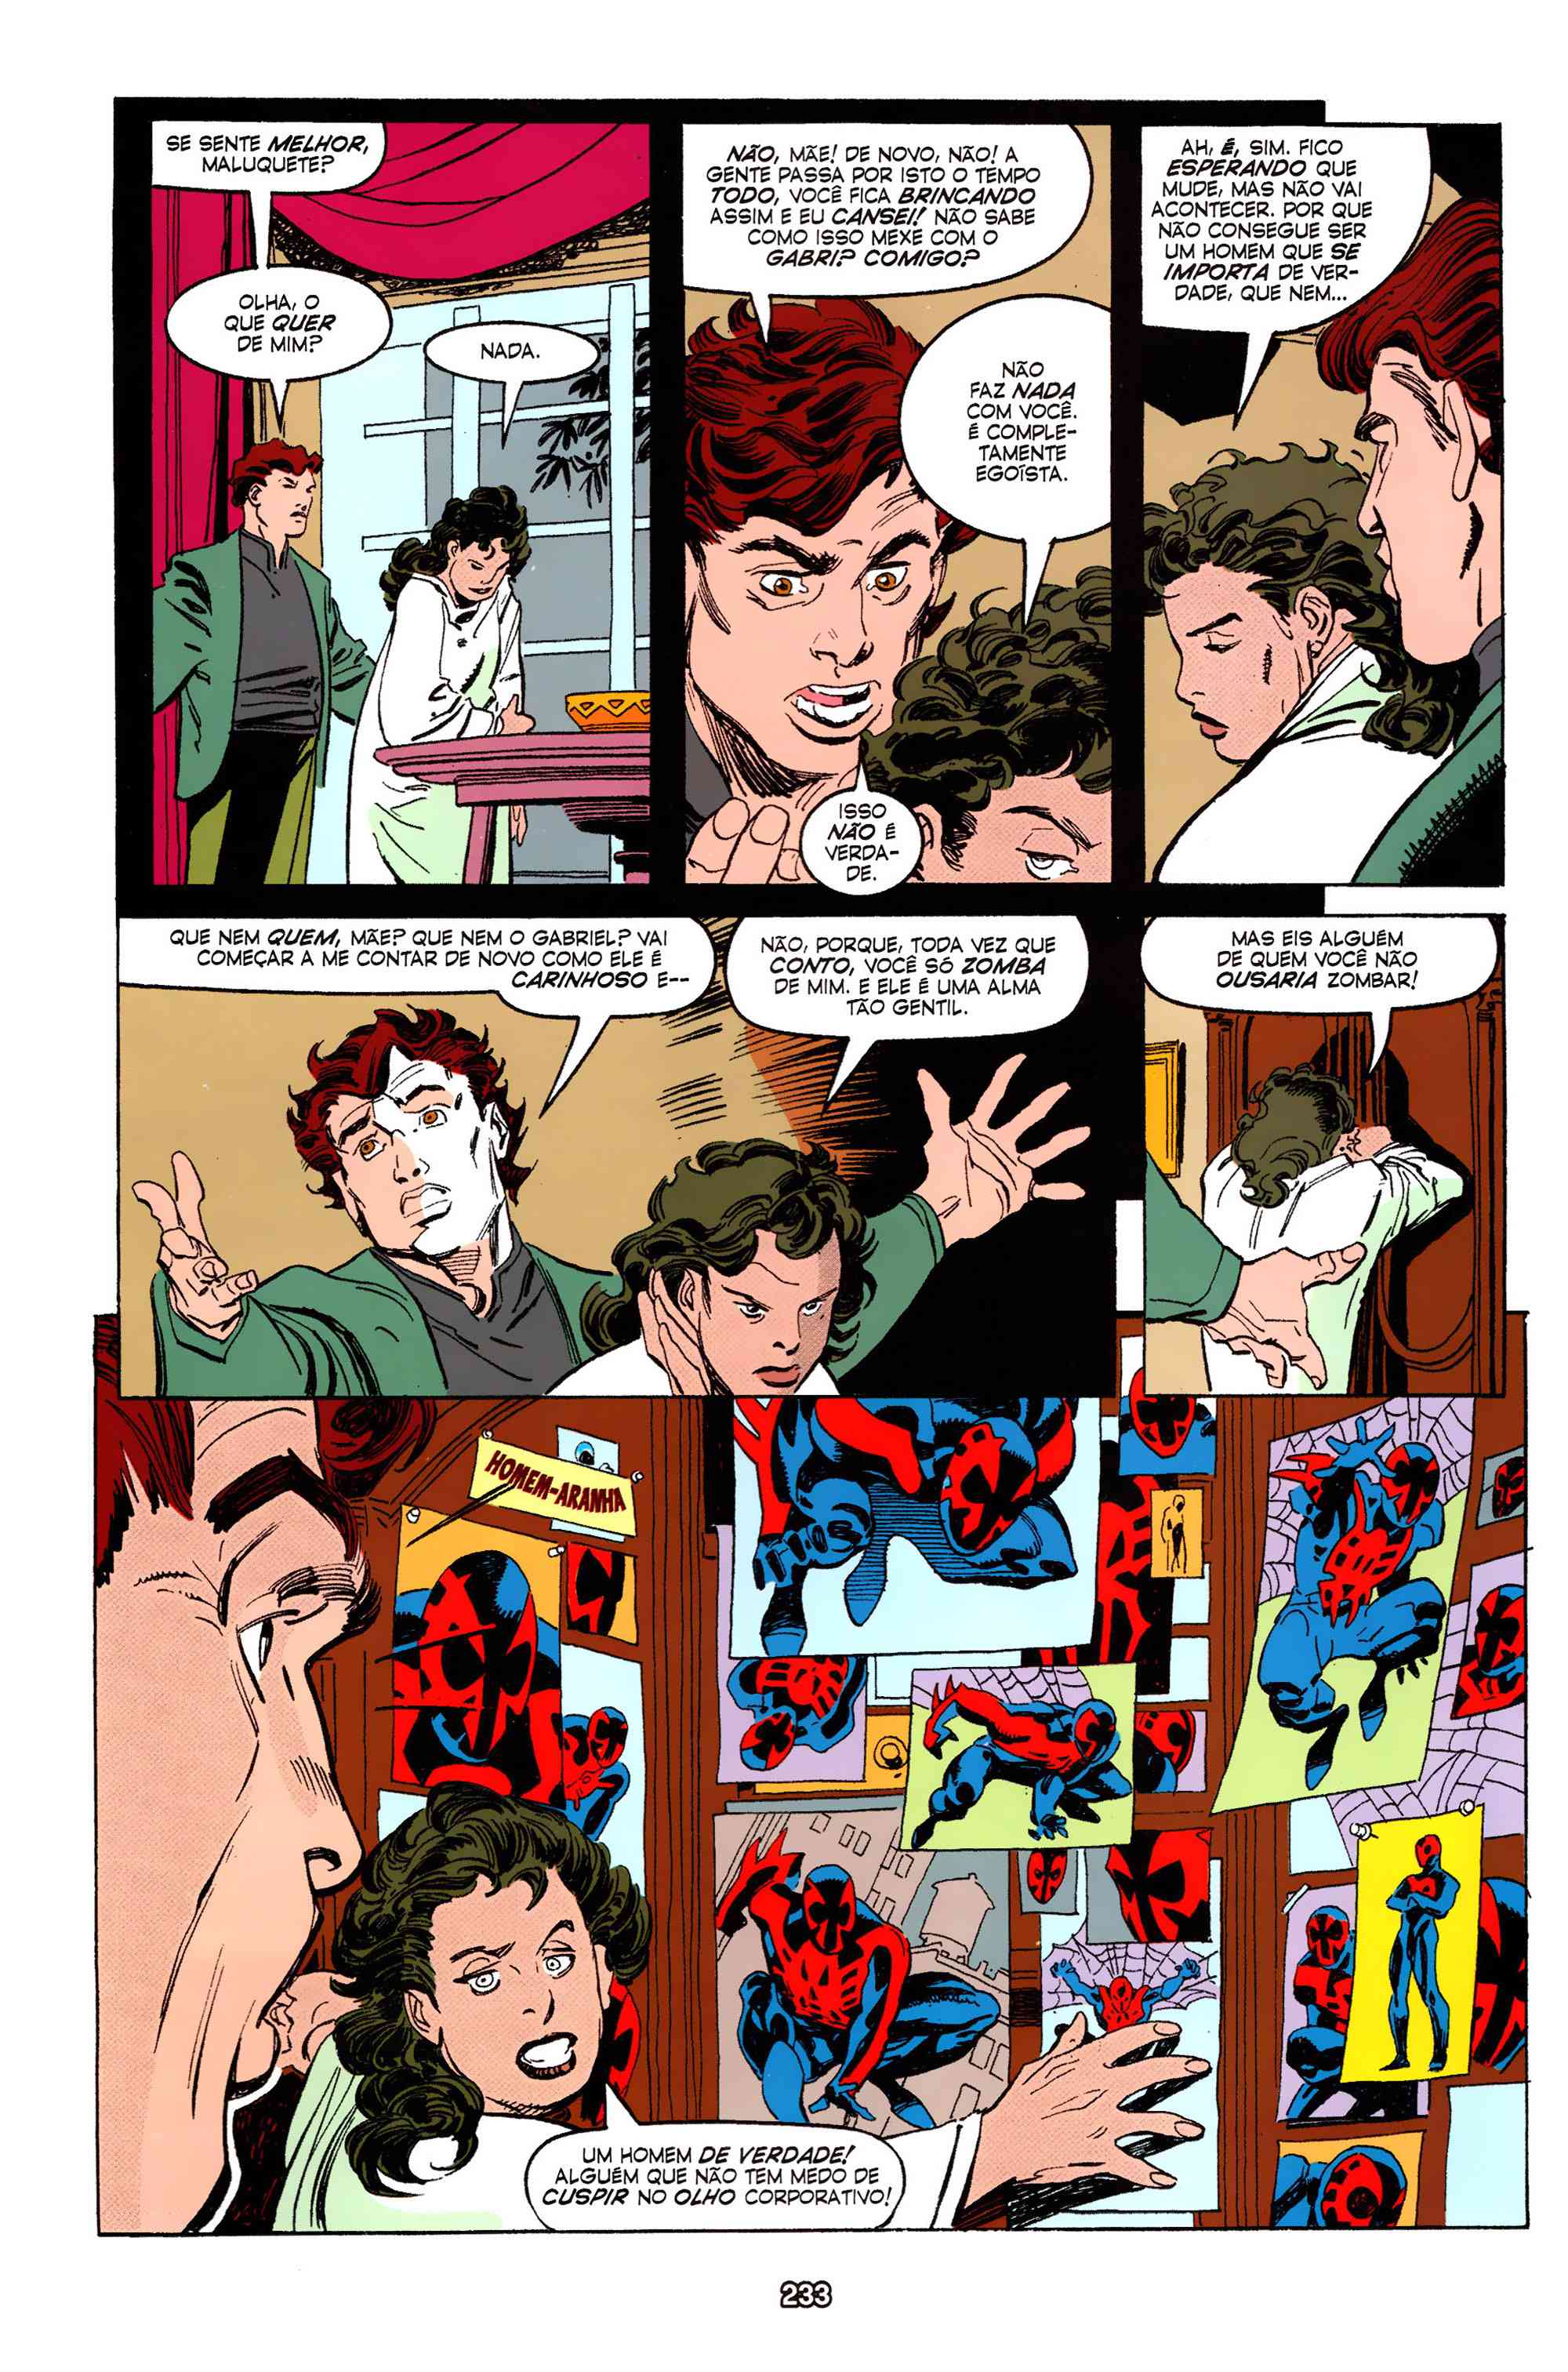 SE SENTE MELHOR,
MALUQUETE?
OLHA, O
QUE QUER
DE MIM?
NADA.
NÃO, MÃE! DE NOVO, NÃO! A
GENTE PASSA POR ISTO O TEMPO
TODO, VOCÊ FICA BRINCANDO
ASSIM E EU CANSEI! NÃO SABE
COMO ISSO MEXE COM O
GABRI? COMIGO?
NÃO
FAZ NADA
COM VOCÊ.
É COMPLE-
TAMENTE
EGOÍSTA.
ISSO
NÃO É
VERDA-
DE.
AH, É, SIM. FICO
ESPERANDO QUE
MUDE, MAS NÃO VAI
ACONTECER. POR QUE
NÃO CONSEGUE SER
UM HOMEM QUE SE
IMPORTA DE VER-
DADE, QUE NEM...
QUE NEM QUEM, MÃE? QUE NEM O GABRIEL? VAI
COMEÇAR A ME CONTAR DE NOVO COMO ELE É
CARINHOSO E--
NÃO, PORQUE, TODA VEZ QUE
CONTO, VOCÊ SÓ ZOMBA
DE MIM. E ELE É UMA ALMA
TÃO GENTIL.
MAS EIS ALGUÉM
DE QUEM VOCÊ NÃO
OUSARIA ZOMBAR!
HOMEM-ARANHA
UM HOMEM DE VERDADE!
ALGUÉM QUE NÃO TEM MEDO DE
CUSPIR NO OLHO CORPORATIVO!
233